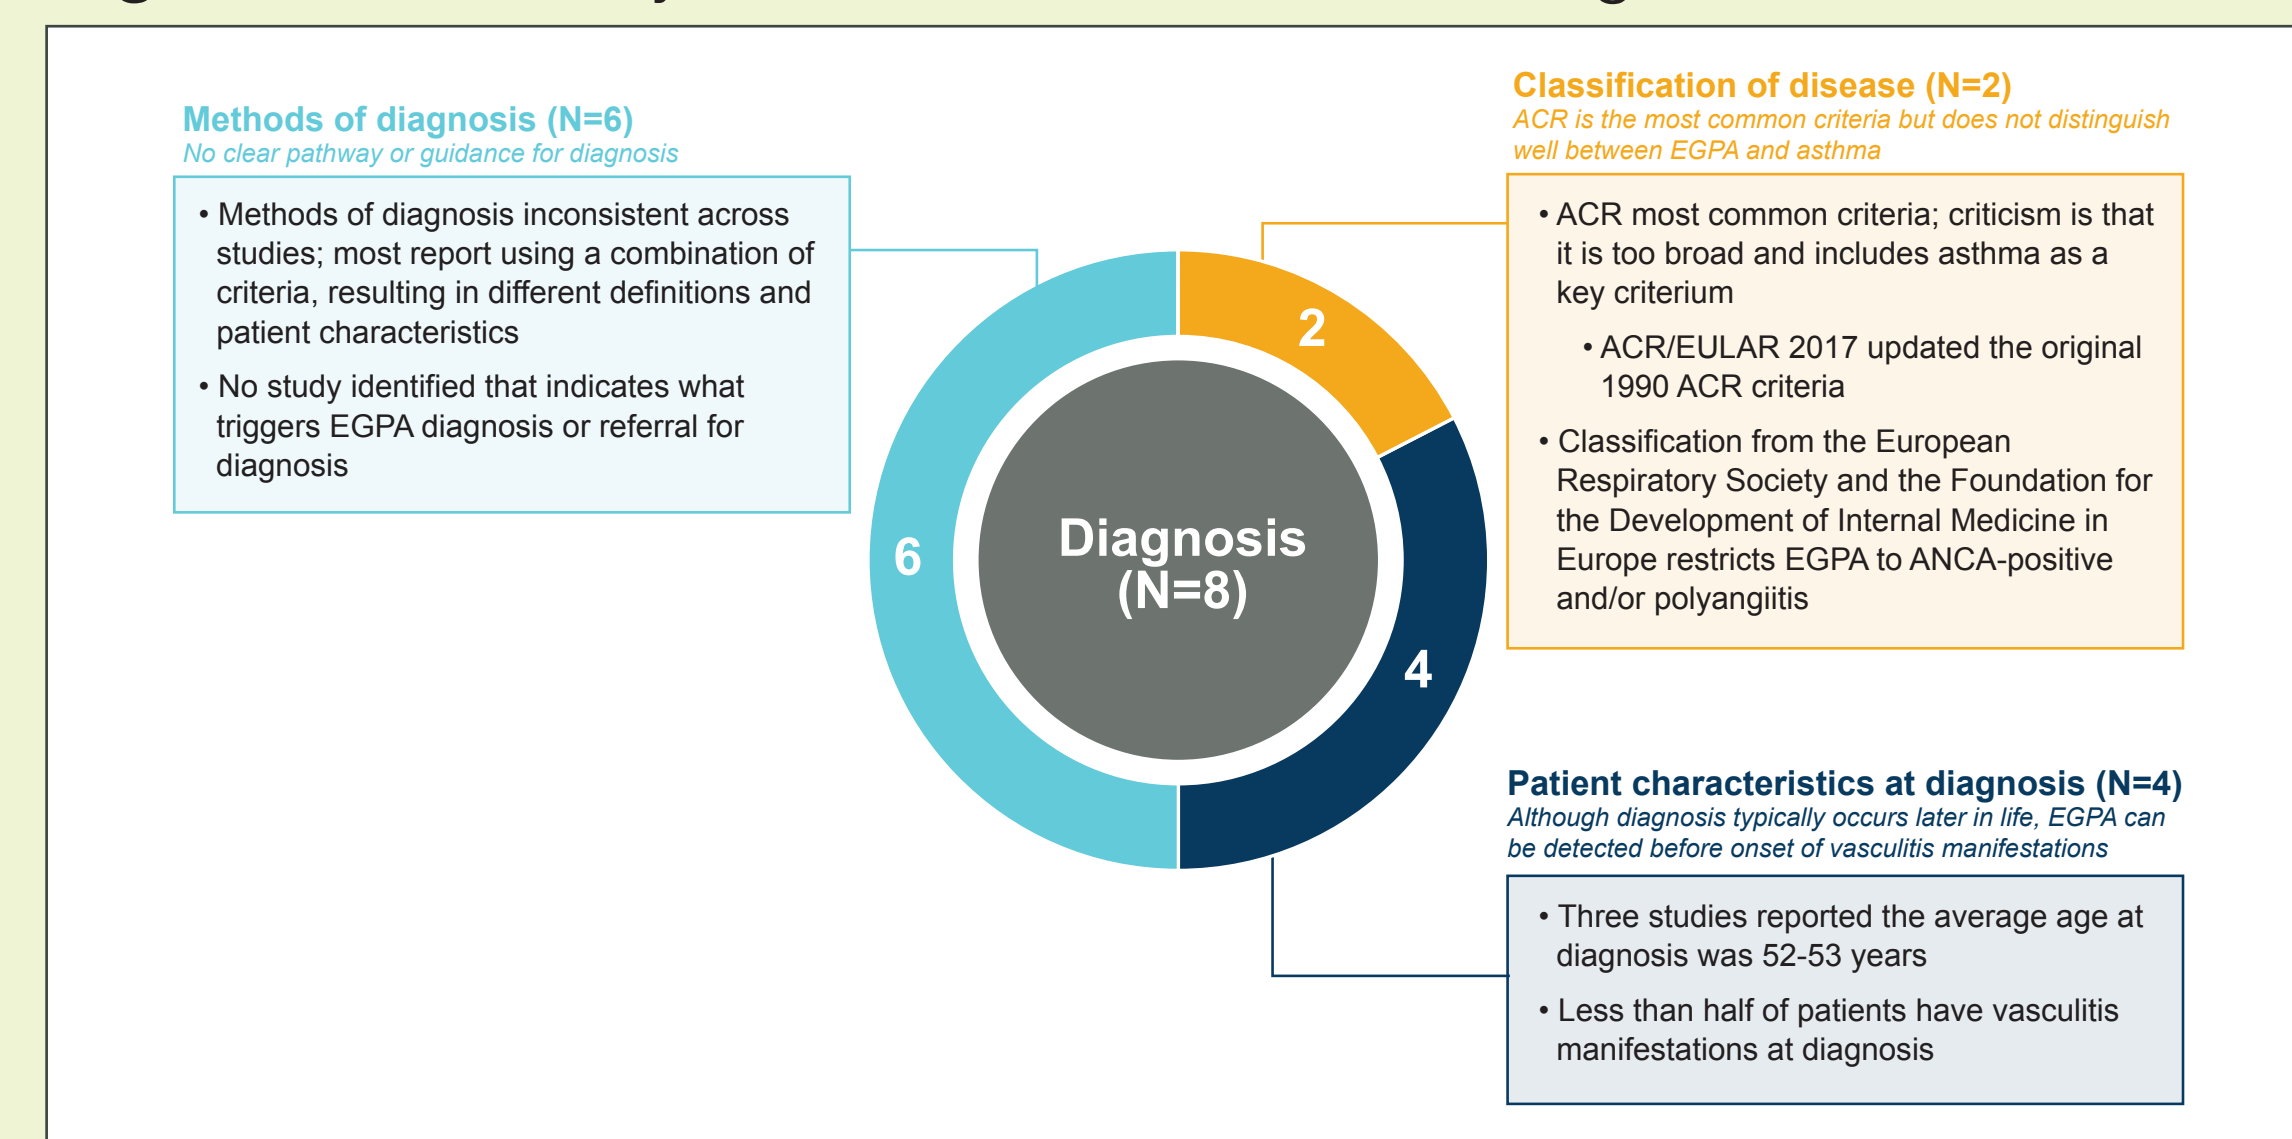 Methods of diagnosis (N=6)
No clear pathway or guidance for diagnosis
• Methods of diagnosis inconsistent across
studies; most report using a combination of
criteria, resulting in different definitions and
patient characteristics
• No study identified that indicates what
triggers EGPA diagnosis or referral for
diagnosis
Classification of disease (N=2)
ACR is the most common criteria but does not distinguish
well between EGPA and asthma
• ACR most common criteria; criticism is that
it is too broad and includes asthma as a
key criterium
• ACR/EULAR 2017 updated the original
1990 ACR criteria
• Classification from the European
Respiratory Society and the Foundation for
the Development of Internal Medicine in
Europe restricts EGPA to ANCA-positive
and/or polyangiitis
2
6
4
Diagnosis
(N=8)
Patient characteristics at diagnosis (N=4)
Although diagnosis typically occurs later in life, EGPA can
be detected before onset of vasculitis manifestations
• Three studies reported the average age at
diagnosis was 52-53 years
• Less than half of patients have vasculitis
manifestations at diagnosis